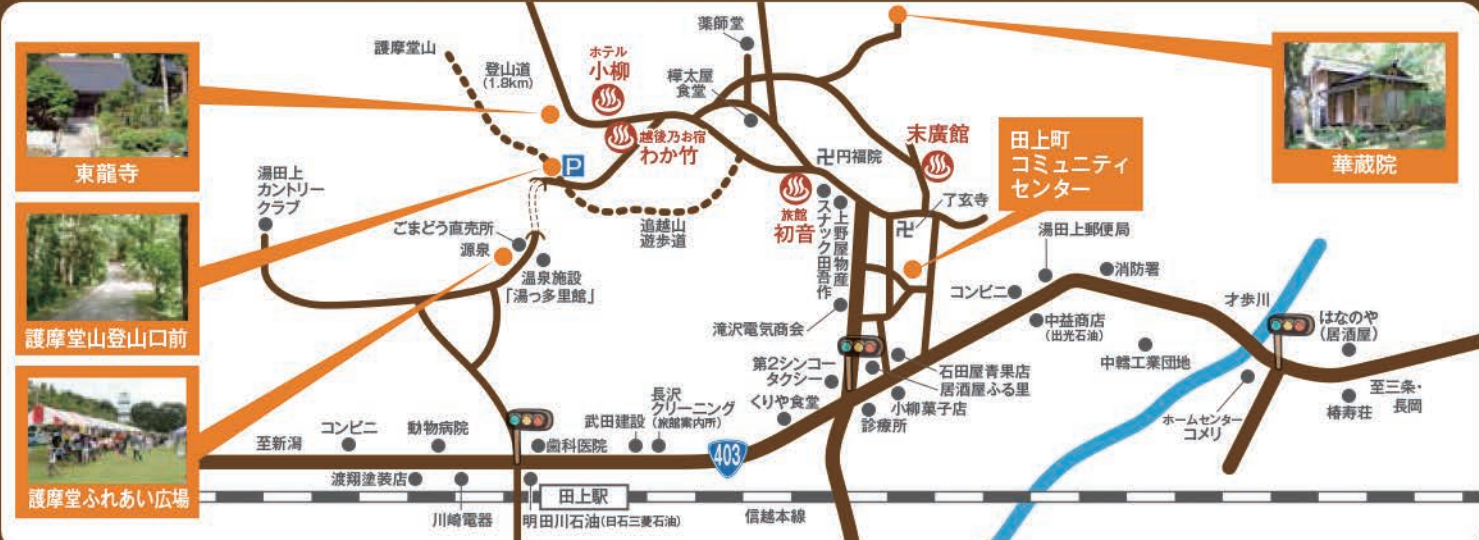 東龍寺
護摩堂山登山口前
護摩堂ふれあい広場
護摩堂山
登山道
(1.8km)
ホテル
小柳
越後乃お宿
わか竹
P
薬師堂
樺太屋
食堂
卍円福院
末廣館
旅館
初音
了玄寺
卍
田上町
コミュニティ
センター
華蔵院
湯田上
カントリー
クラブ
ごまどう直売所
源泉
温泉施設
「湯っ多里館」
追越山
遊歩道
スナック田吾作
上野屋物産
滝沢電気商会
湯田上郵便局
消防署
コンビニ
中益商店
(出光石油)
中轌工業団地
才歩川
はなのや
(居酒屋)
至三条・
長岡
椿寿荘
ホームセンター
コメリ
第2シンコー
タクシー
くりや食堂
石田屋青果店
居酒屋ふる里
小柳菓子店
診療所
長沢
クリーニング
(旅館案内所)
武田建設
歯科医院
動物病院
コンビニ
至新潟
403
渡翔塗装店
川崎電器
明田川石油(日石三菱石油)
田上駅
信越本線